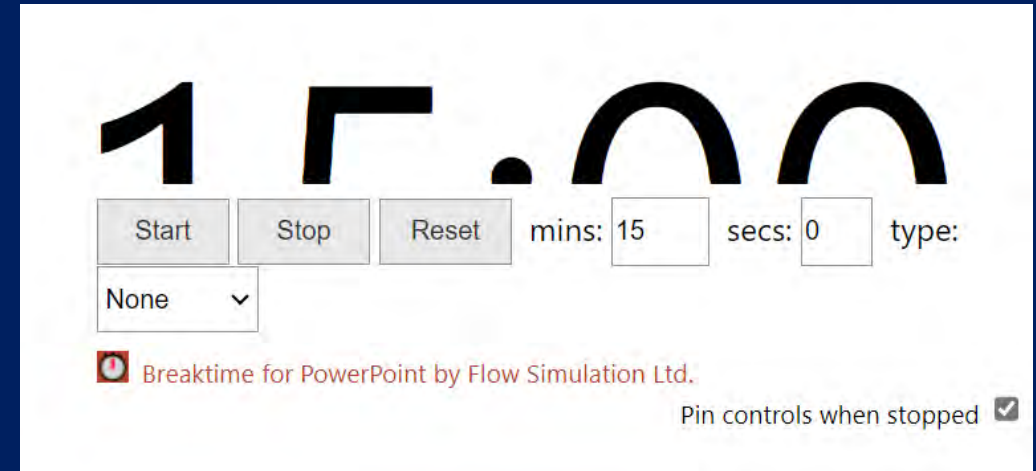 15:00
Start Stop Reset mins: 15 secs: 0 type:
None
Breaktime for PowerPoint by Flow Simulation Ltd.
Pin controls when stopped